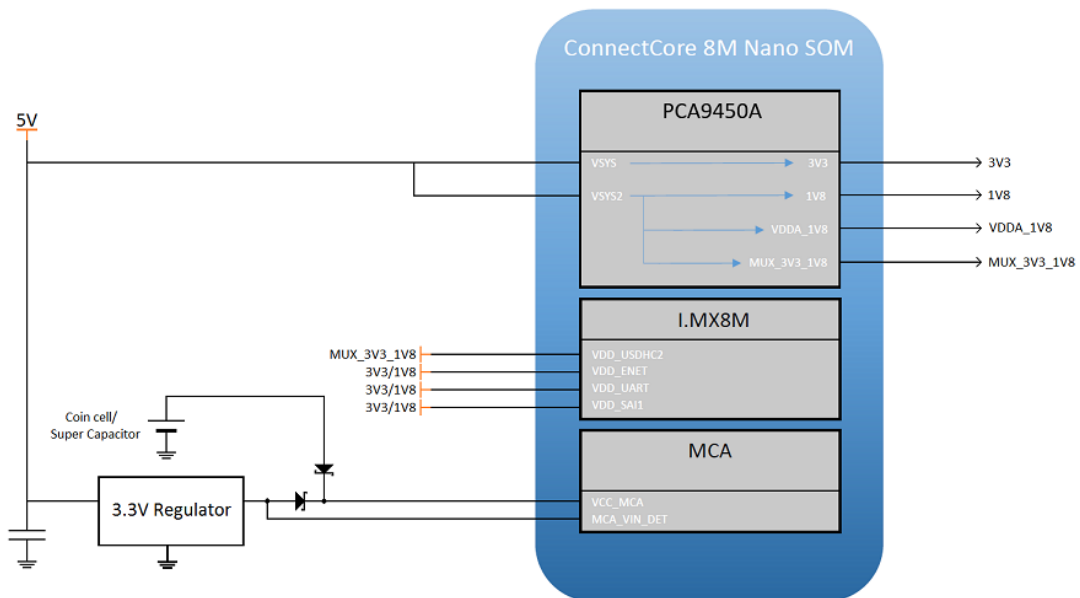 ConnectCore 8M Nano SOM
PCA9450A
5V
VSYS
3V3
3V3
VSYS2
1V8
1V8
VDDA_1V8
VDDA_1V8
MUX_3V3_1V8
MUX_3V3_1V8
I.MX8M
MUX_3V3_1V8
VDD_USDHC2
3V3/1V8
VDD_ENET
3V3/1V8
VDD_UART
3V3/1V8
VDD_SAI1
Coin cell/
Super Capacitor
MCA
3.3V Regulator
VCC_MCA
MCA_VIN_DET